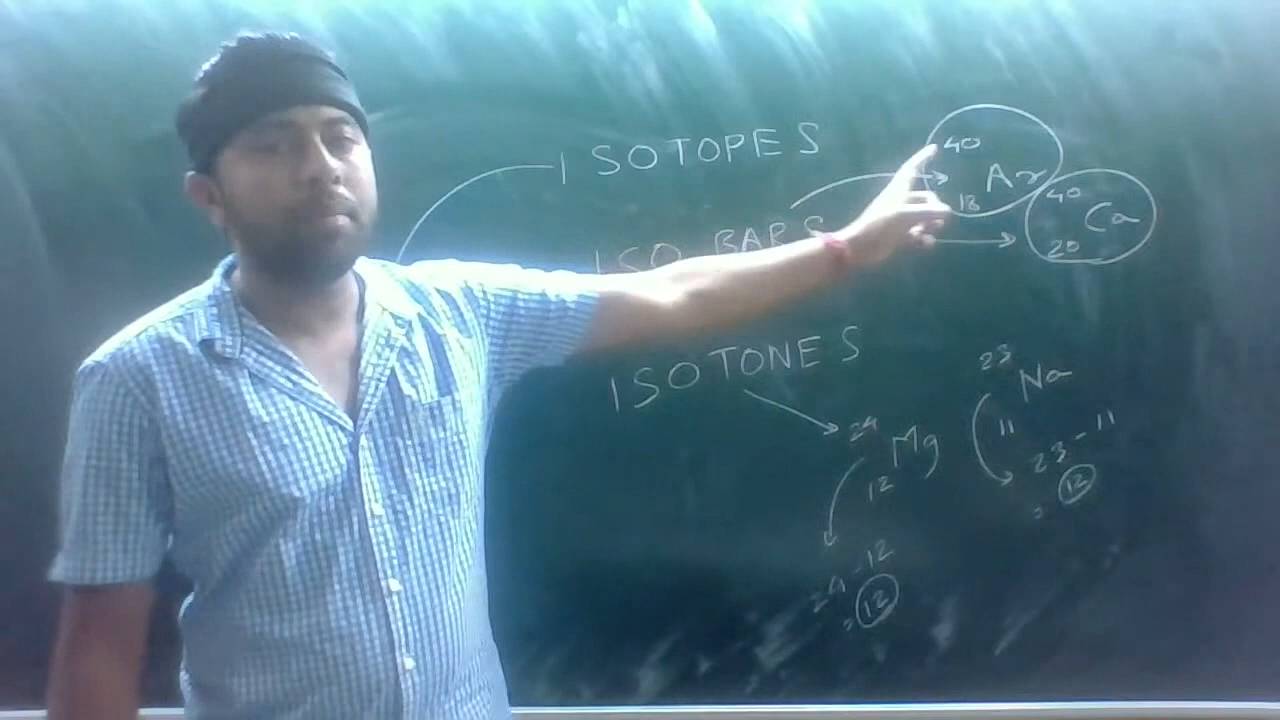 ISOTOPES
ISOBARS
40
Ar
18
40
Ca
20
ISOTONES
24
Mg
12
24-12
= 12
23
Na
11
23-11
= 12